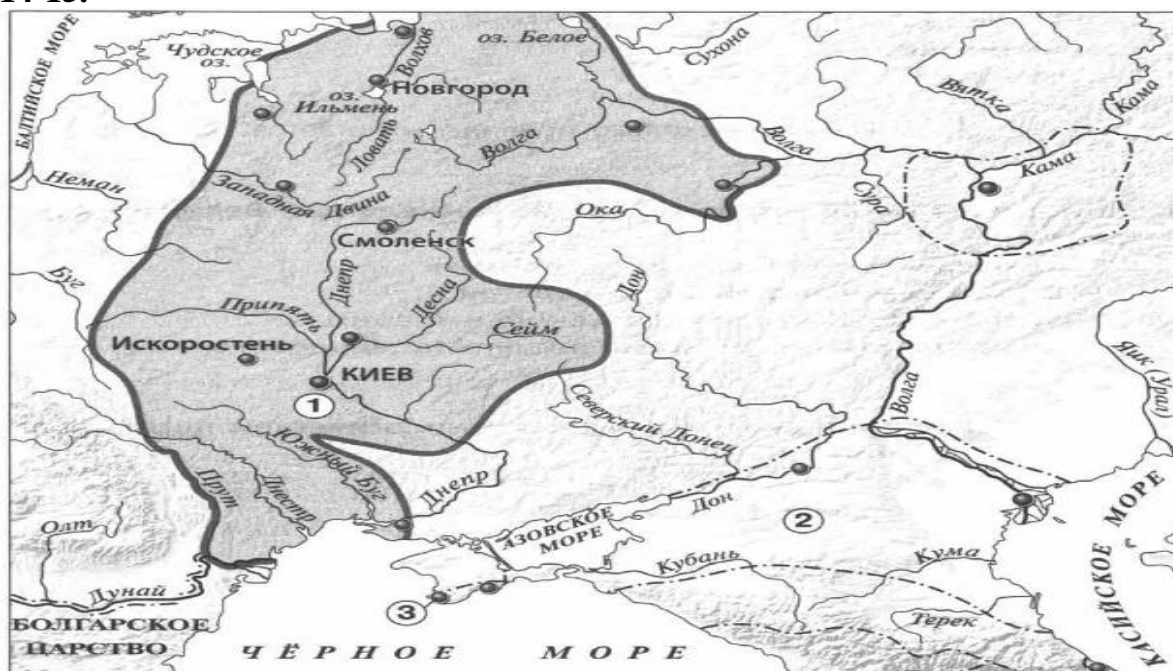 14-15.
БАЛТИЙСКОЕ МОРЕ
Чудское
оз.
Волхов
оз. Белое
Сухона
Новгород
оз.
Ильмень
Ловать
Волга
Волга
Вятка
Кама
Кама
Сура
Неман
Западная Двина
Смоленск
Ока
Дон
Буг
Днепр
Десна
Припять
Сейм
Искоростень
КИЕВ
1
Яик (Урал)
Волга
Северский Донец
Южный Буг
Прут
Днестр
Днепр
Дон
2
АЗОВСКОЕ
МОРЕ
Олт
Кубань
Кума
Дунай
3
Терек
БОЛГАРСКОЕ
ЦАРСТВО
ЧЁРНОЕ МОРЕ
КАСПИЙСКОЕ МОРЕ